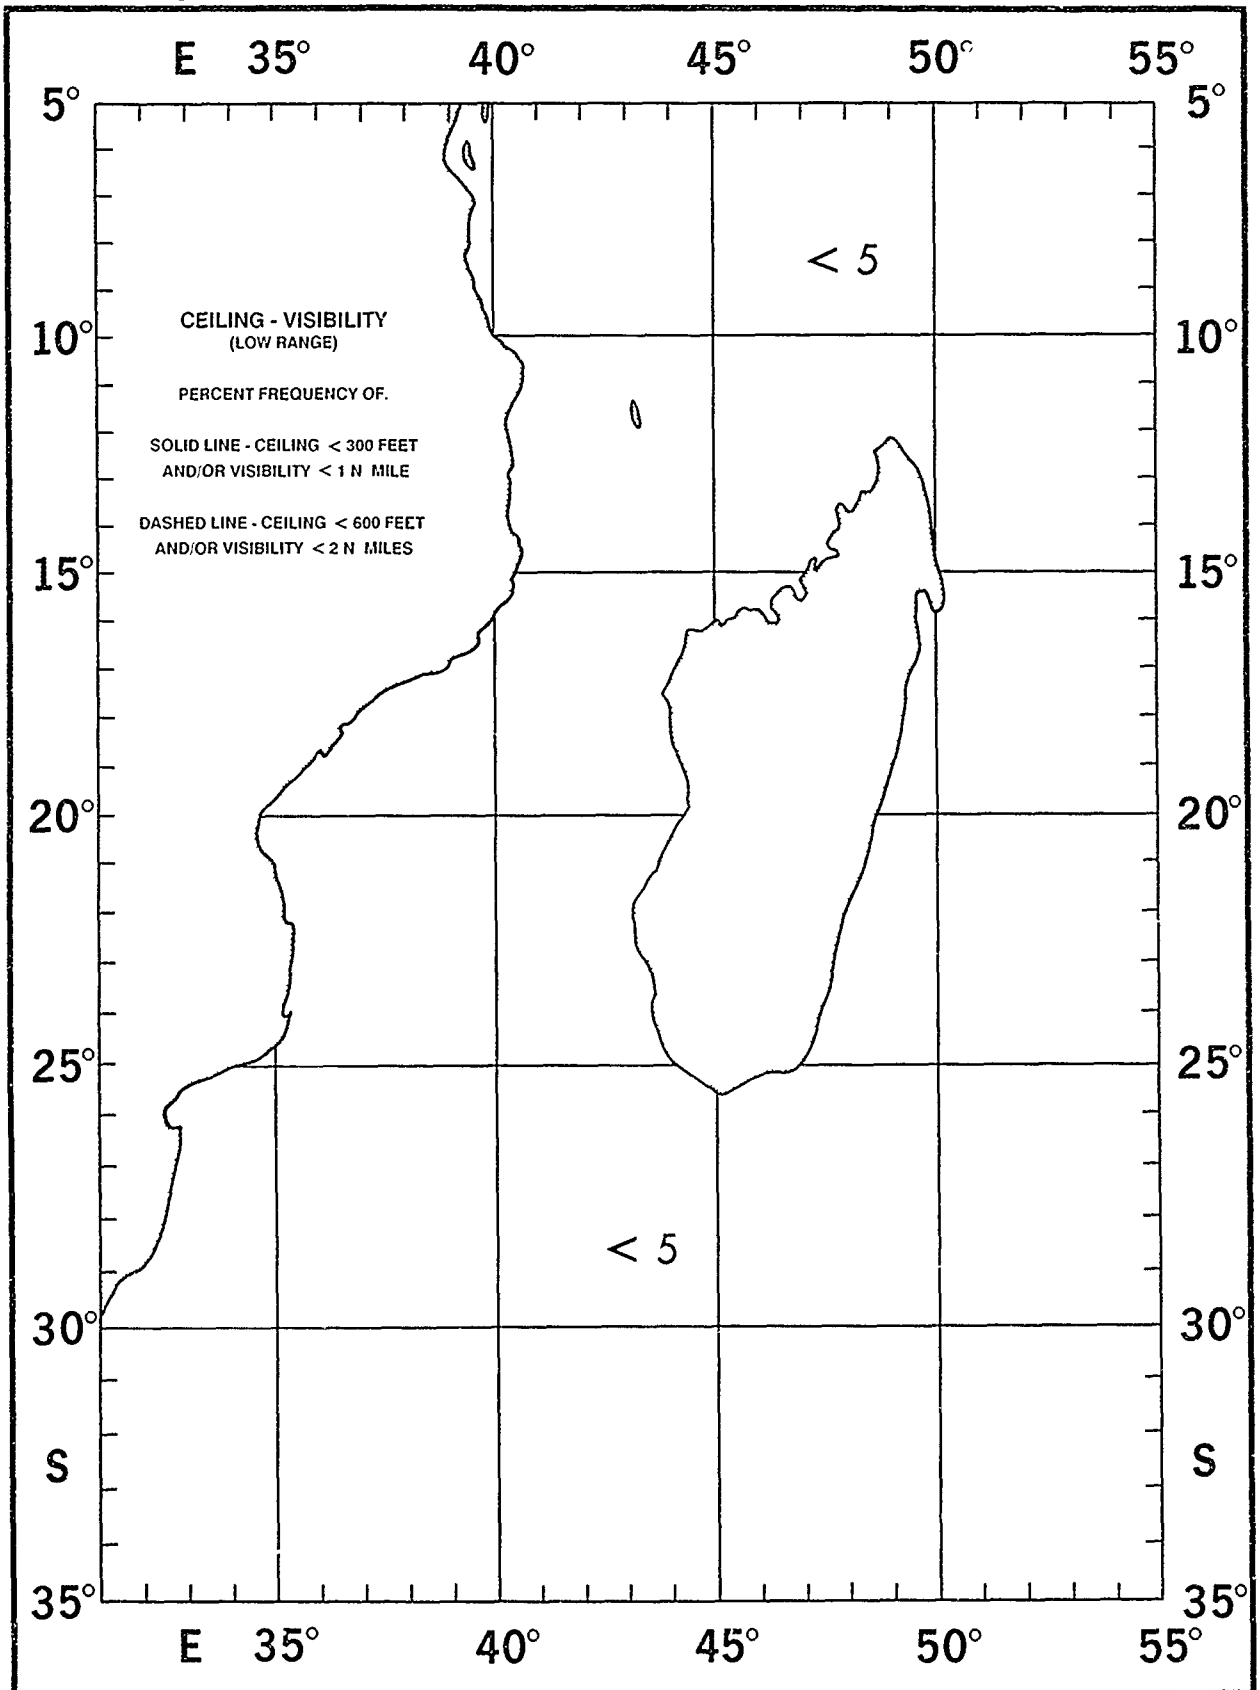 E 35° 40° 45° 50° 55°
5° 5°
< 5
CEILING - VISIBILITY
(LOW RANGE)
10° 10°
PERCENT FREQUENCY OF.
SOLID LINE - CEILING < 300 FEET
AND/OR VISIBILITY < 1 N MILE
DASHED LINE - CEILING < 600 FEET
AND/OR VISIBILITY < 2 N MILES
15° 15°
20° 20°
25° 25°
< 5
30° 30°
S S
35° 35°
E 35° 40° 45° 50° 55°